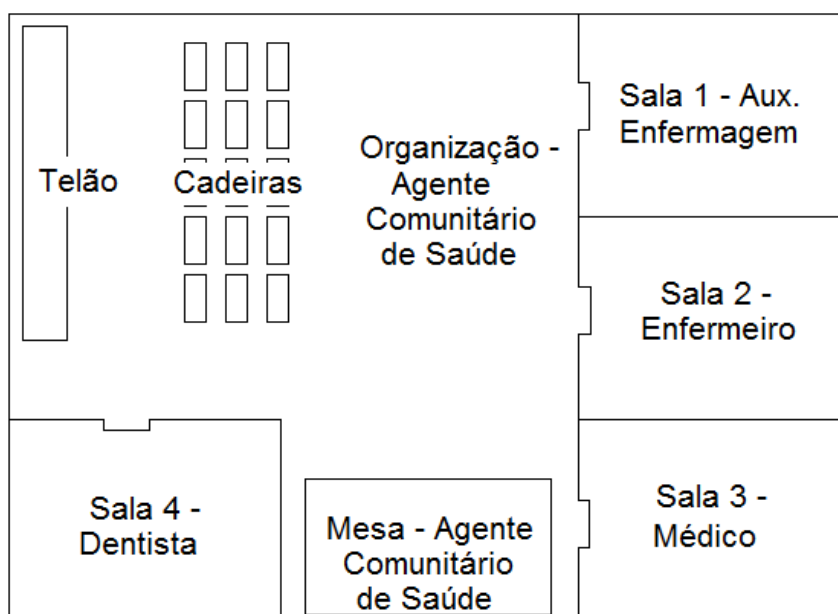 Telão
Cadeiras
Organização -
Agente
Comunitário
de Saúde
Sala 1 - Aux.
Enfermagem
Sala 2 -
Enfermeiro
Sala 3 -
Médico
Sala 4 -
Dentista
Mesa - Agente
Comunitário
de Saúde